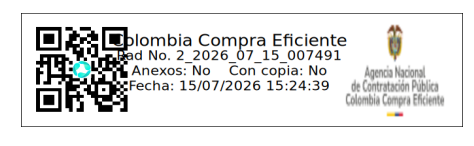 Colombia Compra Eficiente
Rad No. 2_2026_07_15_007491
Anexos: No Con copia: No
Fecha: 15/07/2026 15:24:39
Agencia Nacional
de Contratación Pública
Colombia Compra Eficiente